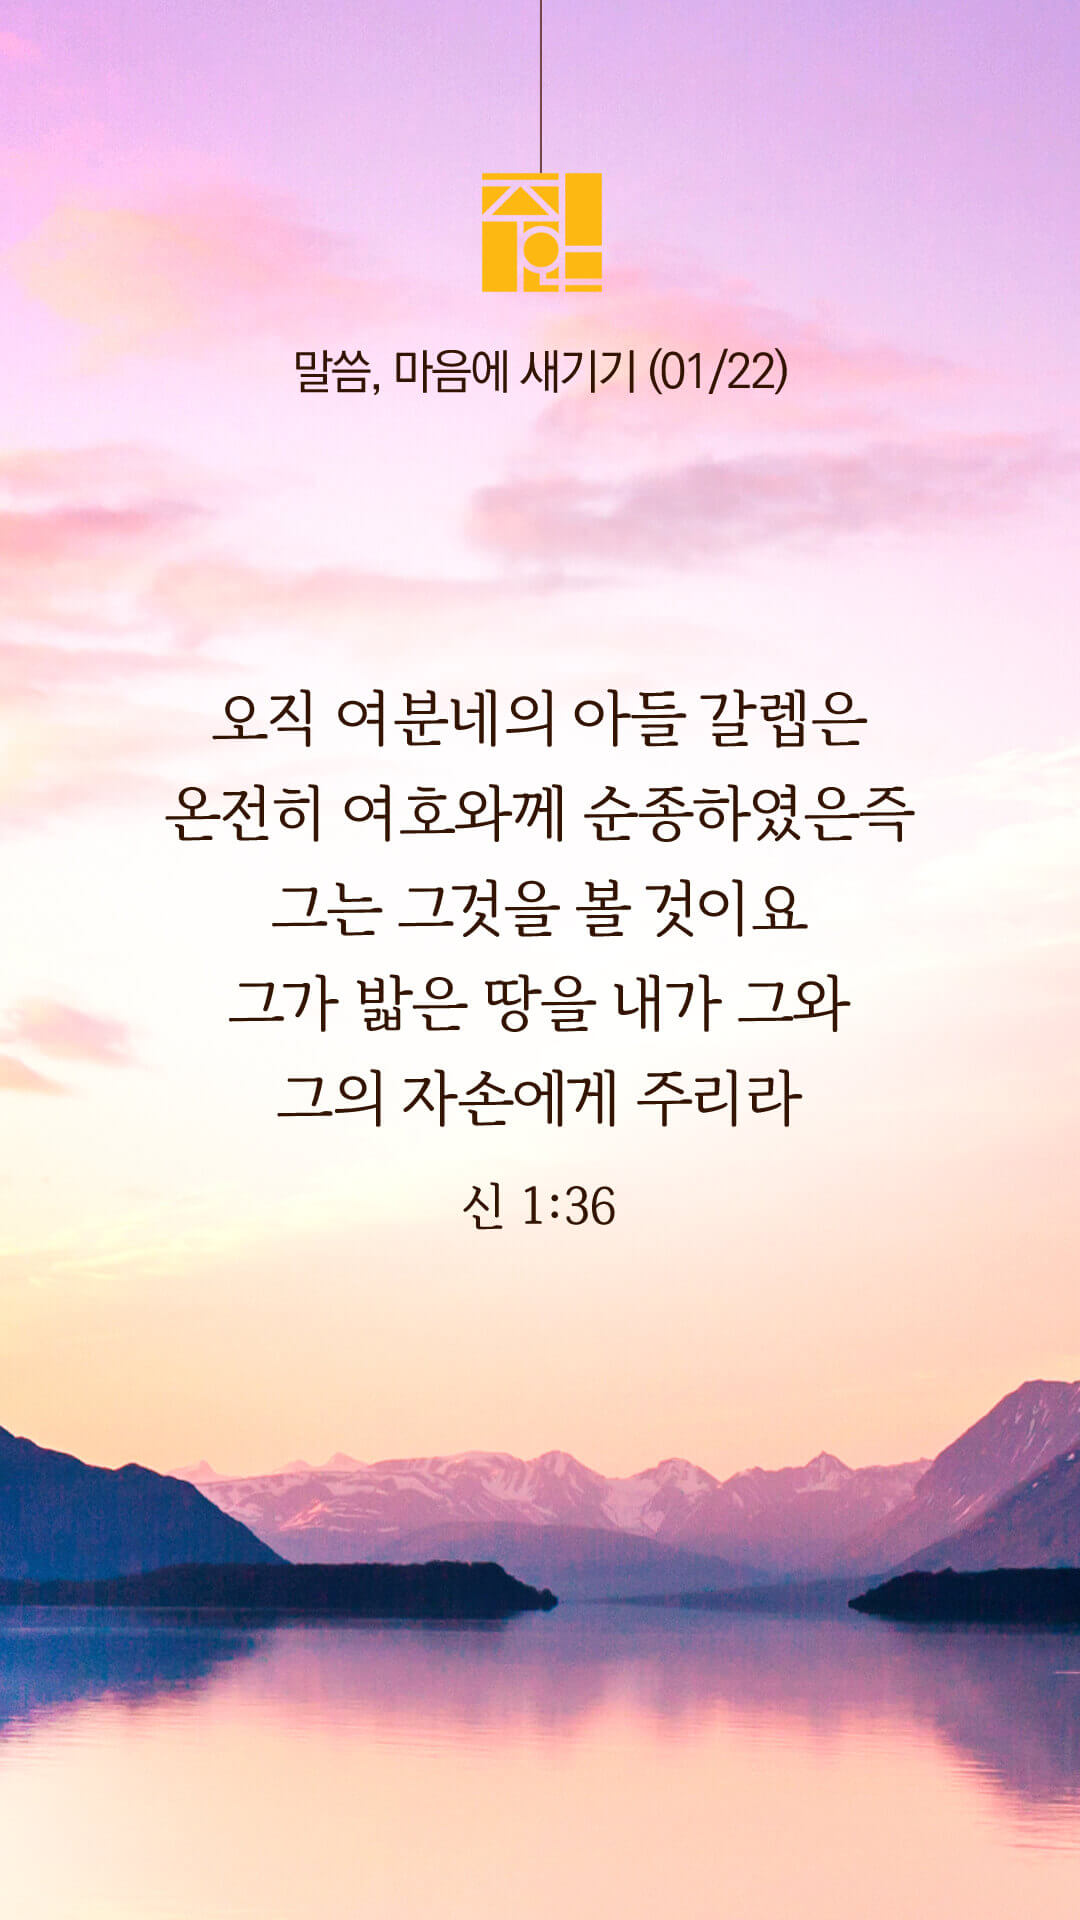 말씀, 마음에 새기기 (01/22)
오직 여분네의 아들 갈렙은
온전히 여호와께 순종하였은즉
그는 그것을 볼 것이요
그가 밟은 땅을 내가 그와
그의 자손에게 주리라
신 1:36